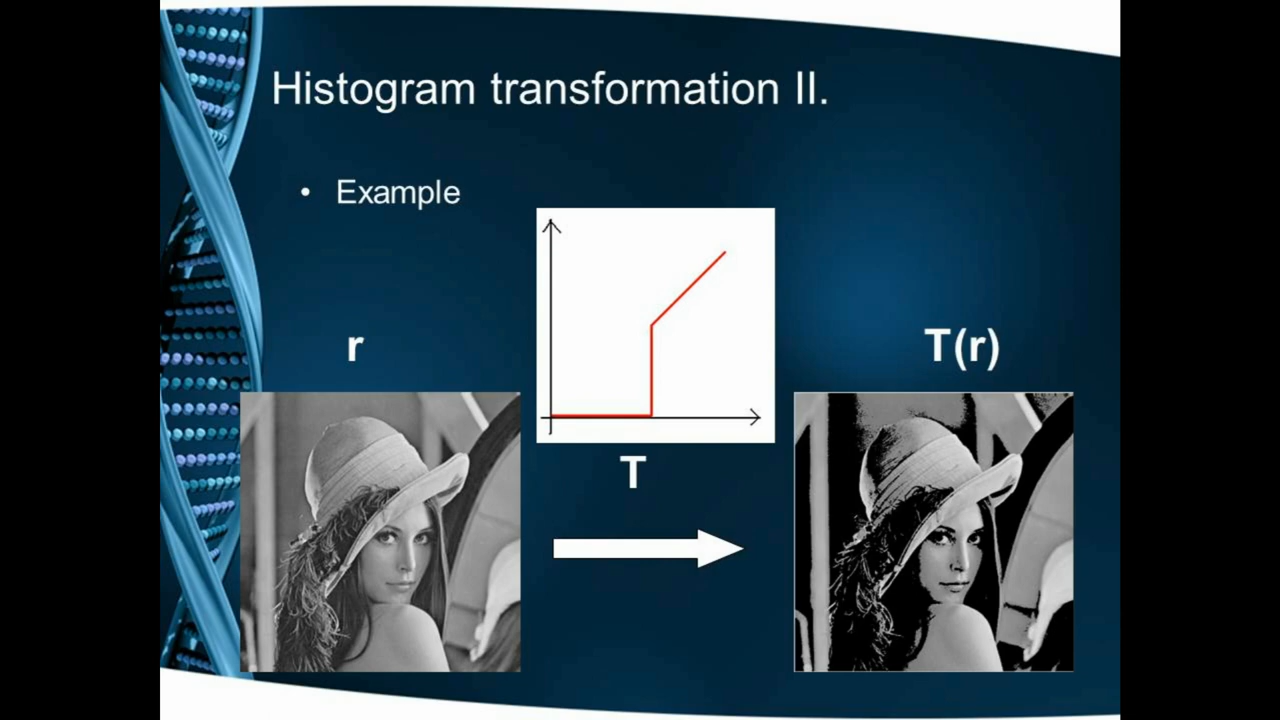 Histogram transformation II.
• Example
r
T(r)
T